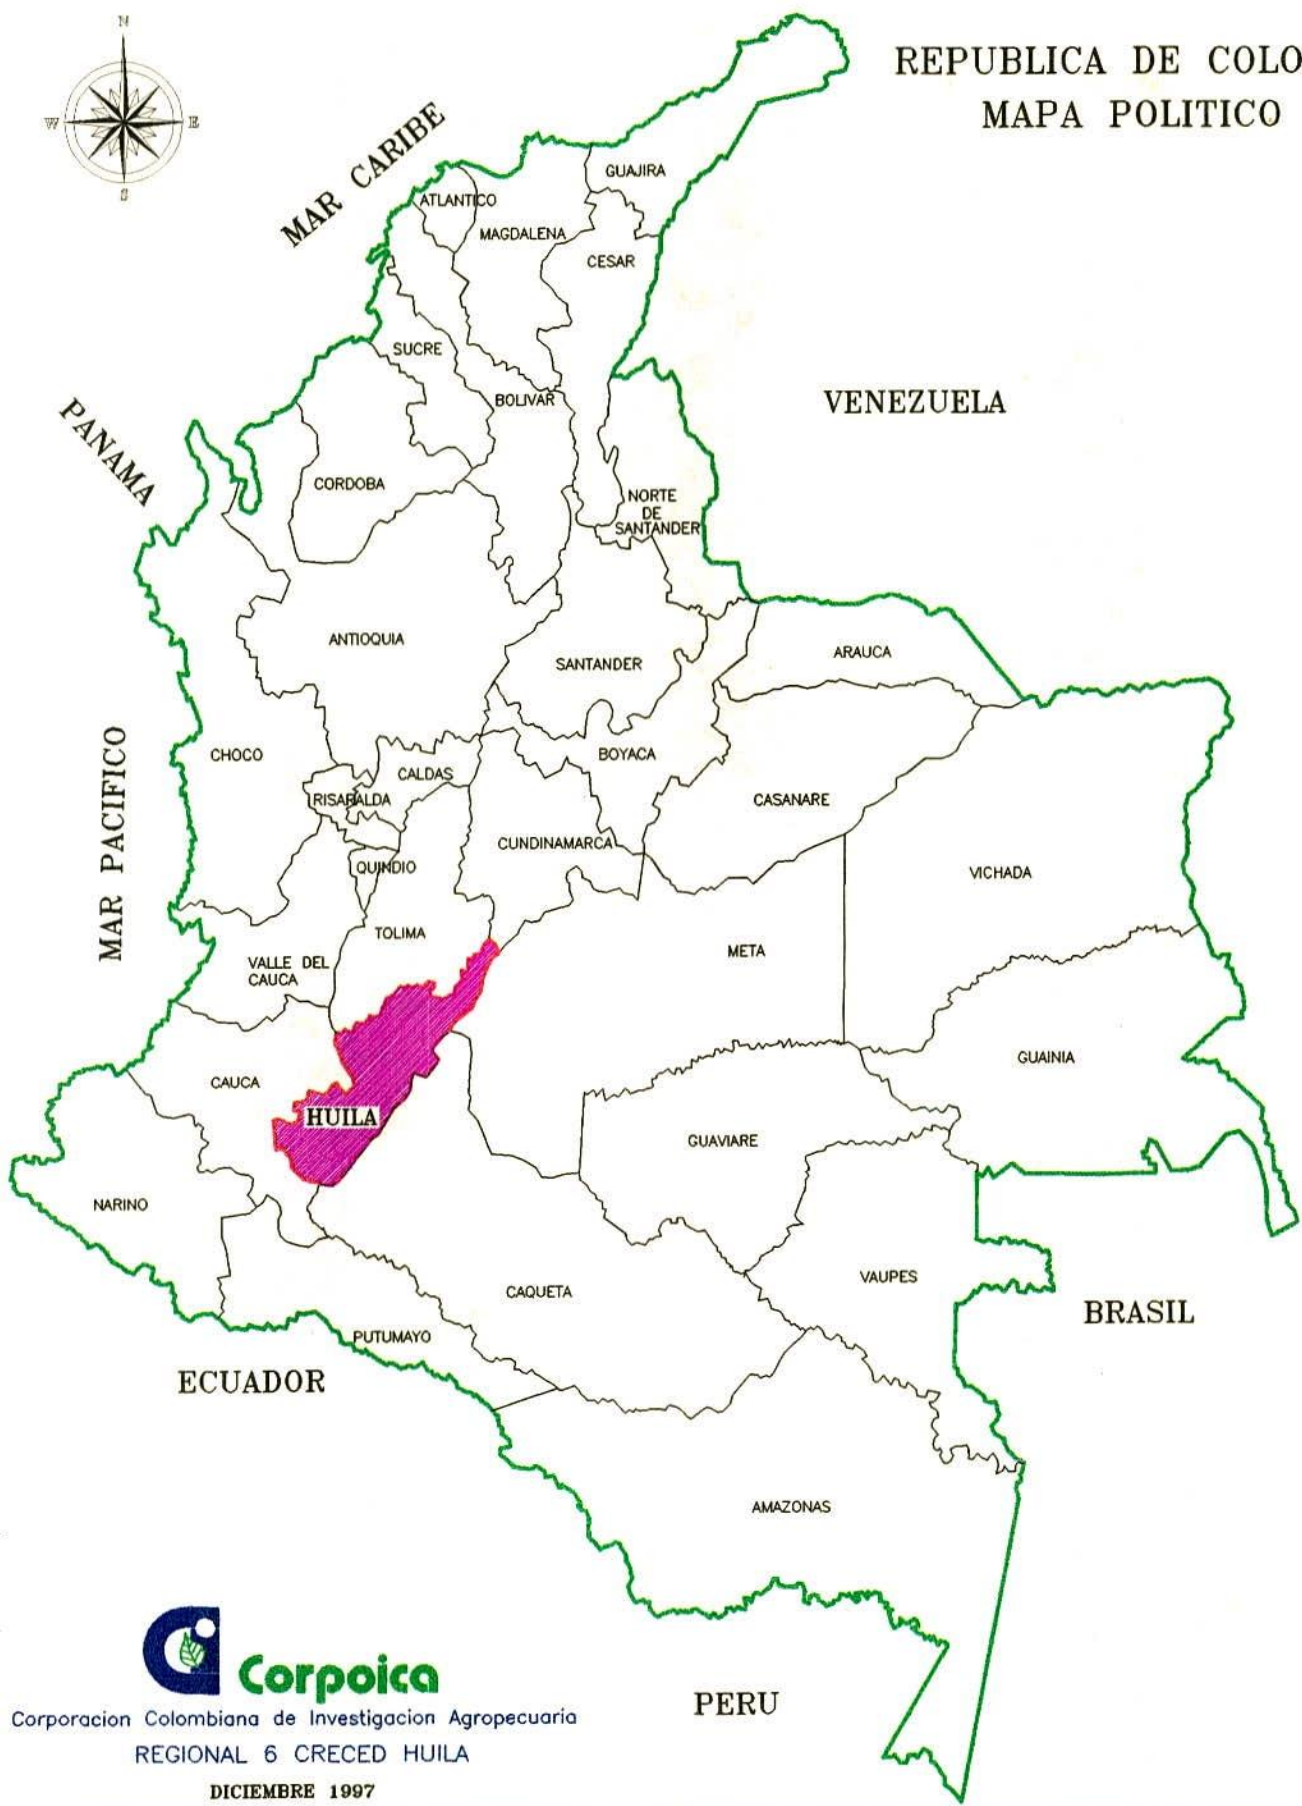 N
W
E
S
REPUBLICA DE COLO
MAPA POLITICO
MAR CARIBE
GUAJIRA
ATLANTICO
MAGDALENA
CESAR
SUCRE
BOLIVAR
VENEZUELA
PANAMA
CORDOBA
NORTE
DE
SANTANDER
ANTIOQUIA
SANTANDER
ARAUCA
CHOCO
BOYACA
CALDAS
RISARALDA
CASANARE
MAR PACIFICO
CUNDINAMARCA
QUINDIO
VICHADA
TOLIMA
META
VALLE DEL
CAUCA
GUAINIA
CAUCA
HUILA
GUAVIARE
NARINO
VAUPES
CAQUETA
BRASIL
PUTUMAYO
ECUADOR
AMAZONAS
PERU
Corpoica
Corporacion Colombiana de Investigacion Agropecuaria
REGIONAL 6 CRECED HUILA
DICIEMBRE 1997